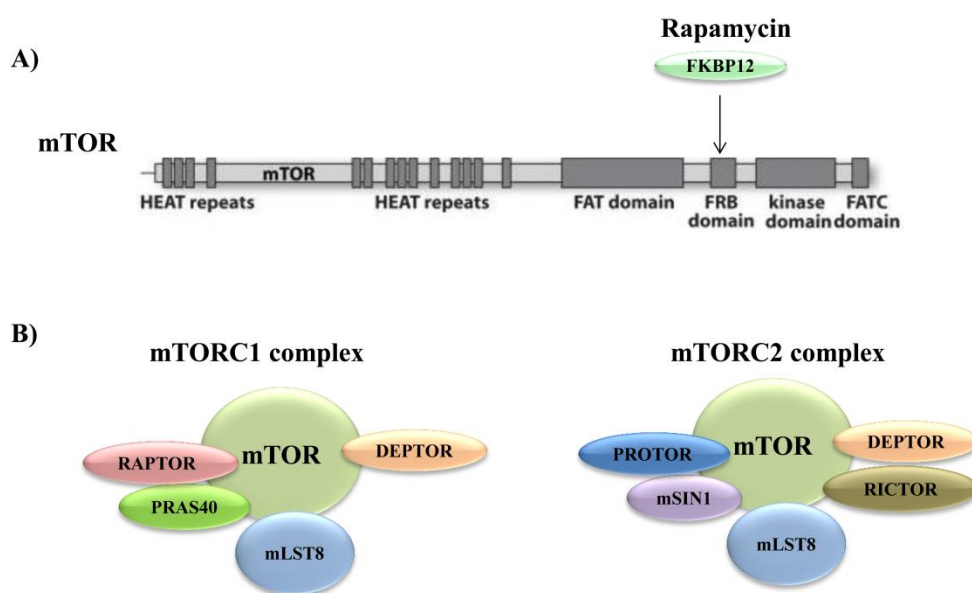 A)
Rapamycin
FKBP12
mTOR
mTOR
HEAT repeats
HEAT repeats
FAT domain
FRB
domain
kinase
domain
FATC
domain
B)
mTORC1 complex
mTORC2 complex
RAPTOR
mTOR
DEPTOR
PRAS40
mLST8
PROTOR
mTOR
DEPTOR
mSIN1
RICTOR
mLST8